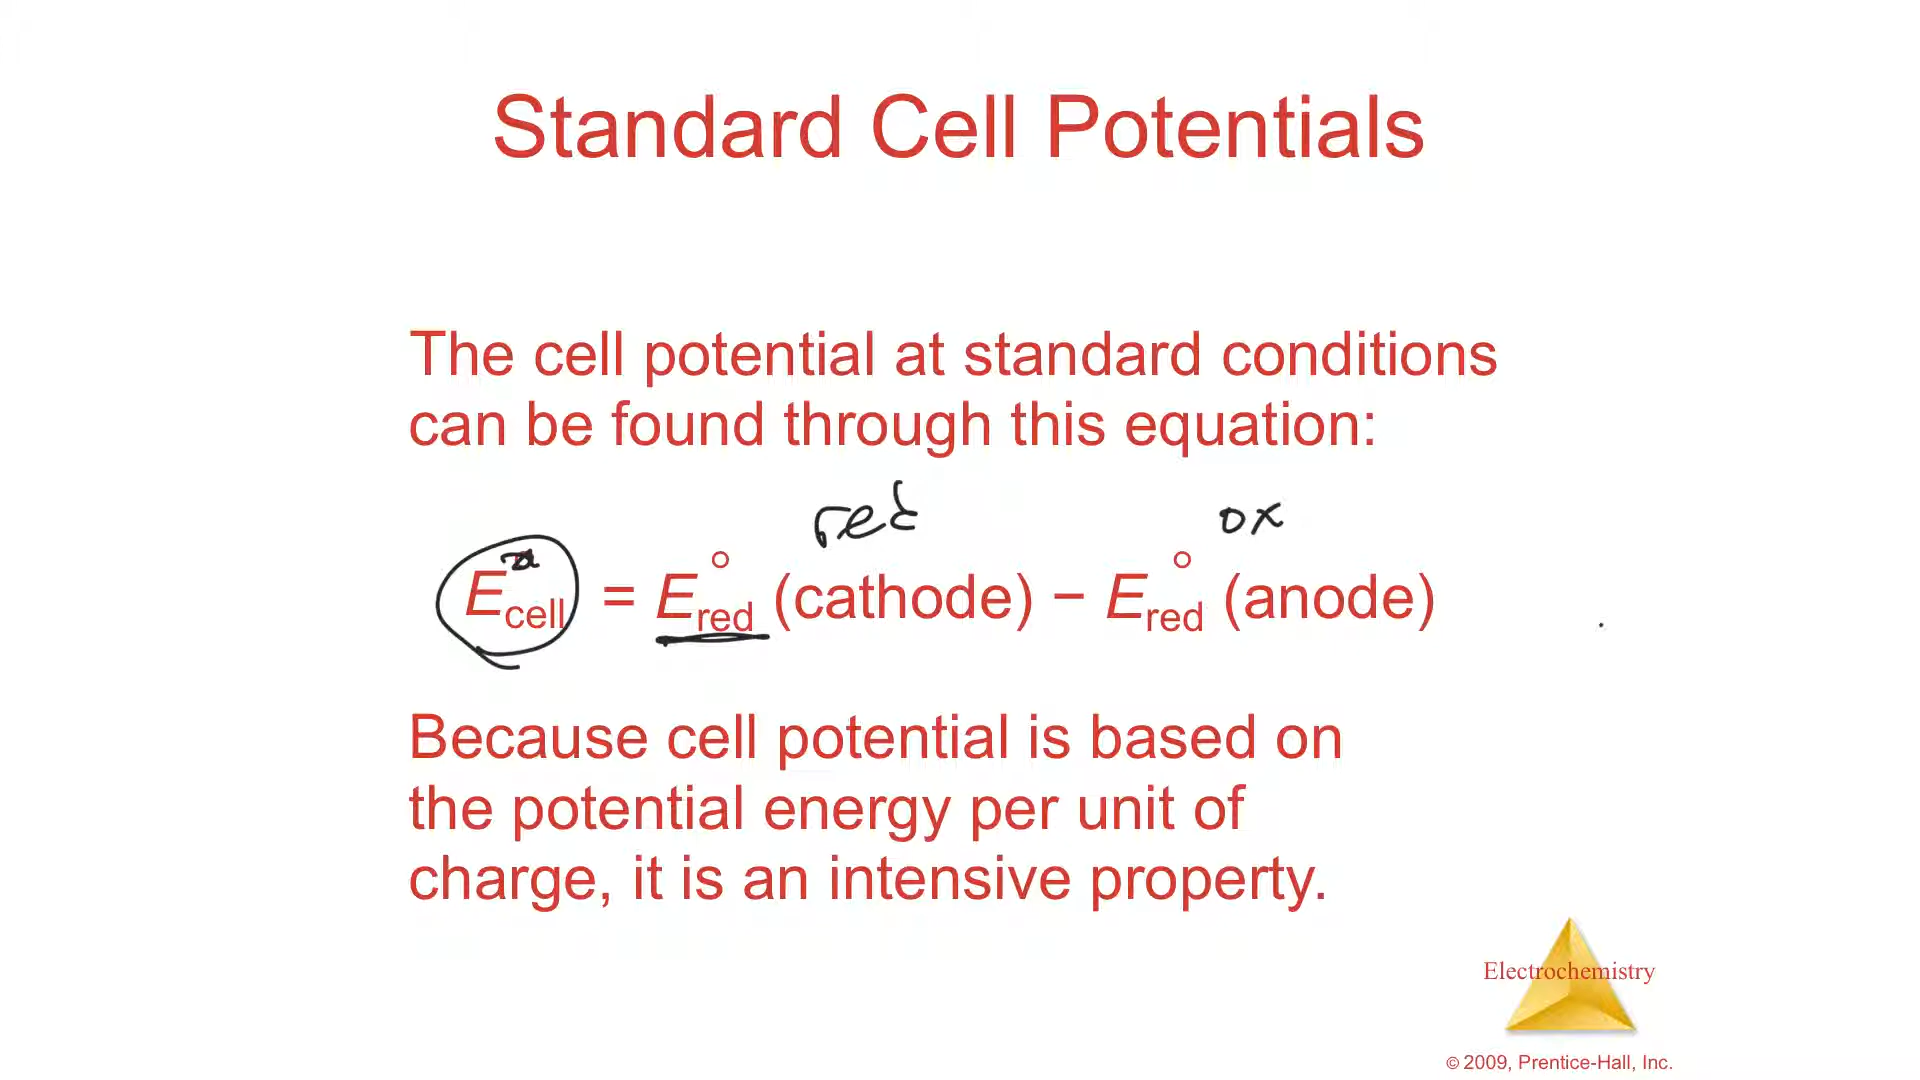 Standard Cell Potentials
The cell potential at standard conditions
can be found through this equation:
red ox
E°cell = E°red (cathode) − E°red (anode)
Because cell potential is based on
the potential energy per unit of
charge, it is an intensive property.
Electrochemistry
© 2009, Prentice-Hall, Inc.